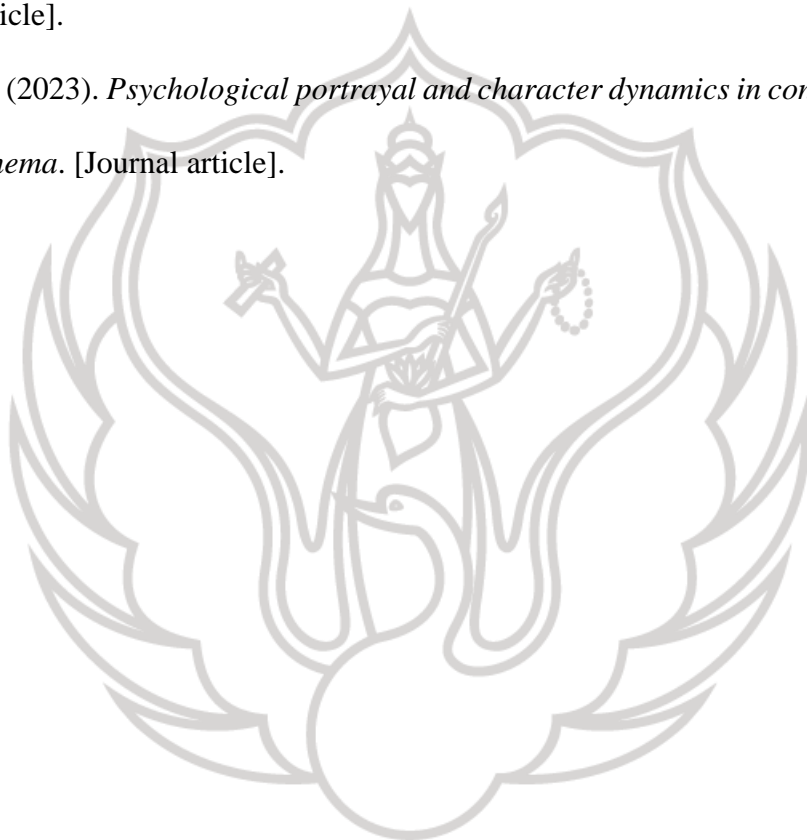 icle].
(2023). Psychological portrayal and character dynamics in con
nema. [Journal article].